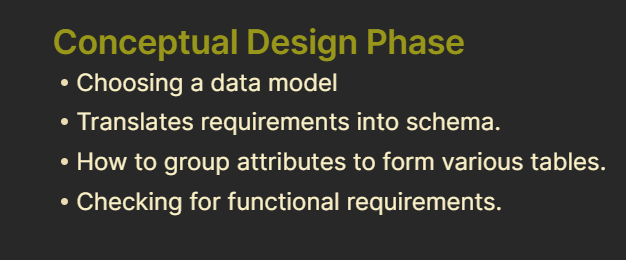 Conceptual Design Phase
• Choosing a data model
• Translates requirements into schema.
• How to group attributes to form various tables.
• Checking for functional requirements.